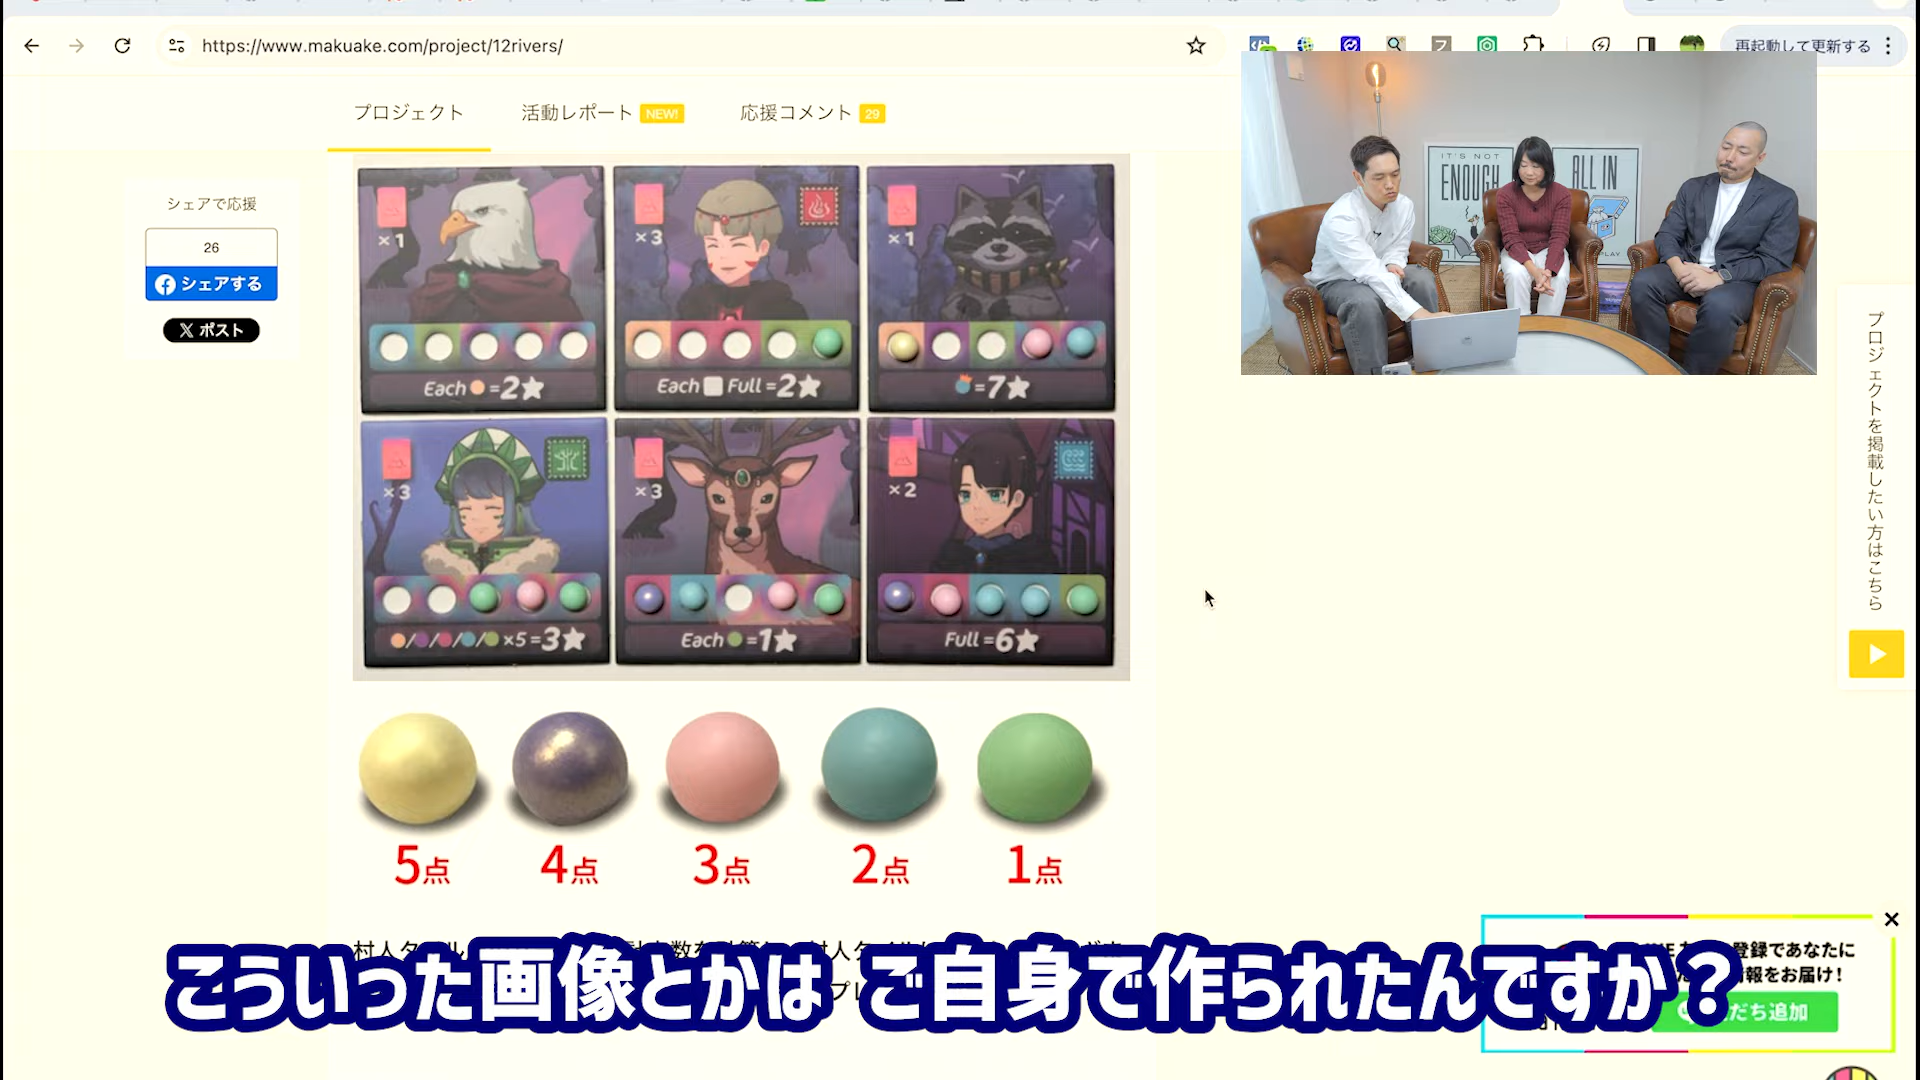 https://www.makuake.com/project/12rivers/
再起動して更新する
プロジェクト
活動レポート NEW!
応援コメント 29
シェアで応援
26
シェアする
ポスト
×1
Each =2
×3
Each Full =2
×1
=7
×3
×5=3
×3
Each =1
×2
Full =6
IT'S NOT
ENOUGH
ALL IN
PLAY
プロジェクトを掲載したい方はこちら
5点
4点
3点
2点
1点
登録であなたに
情報をお届け!
だち追加
こういった画像とかは ご自身で作られたんですか?